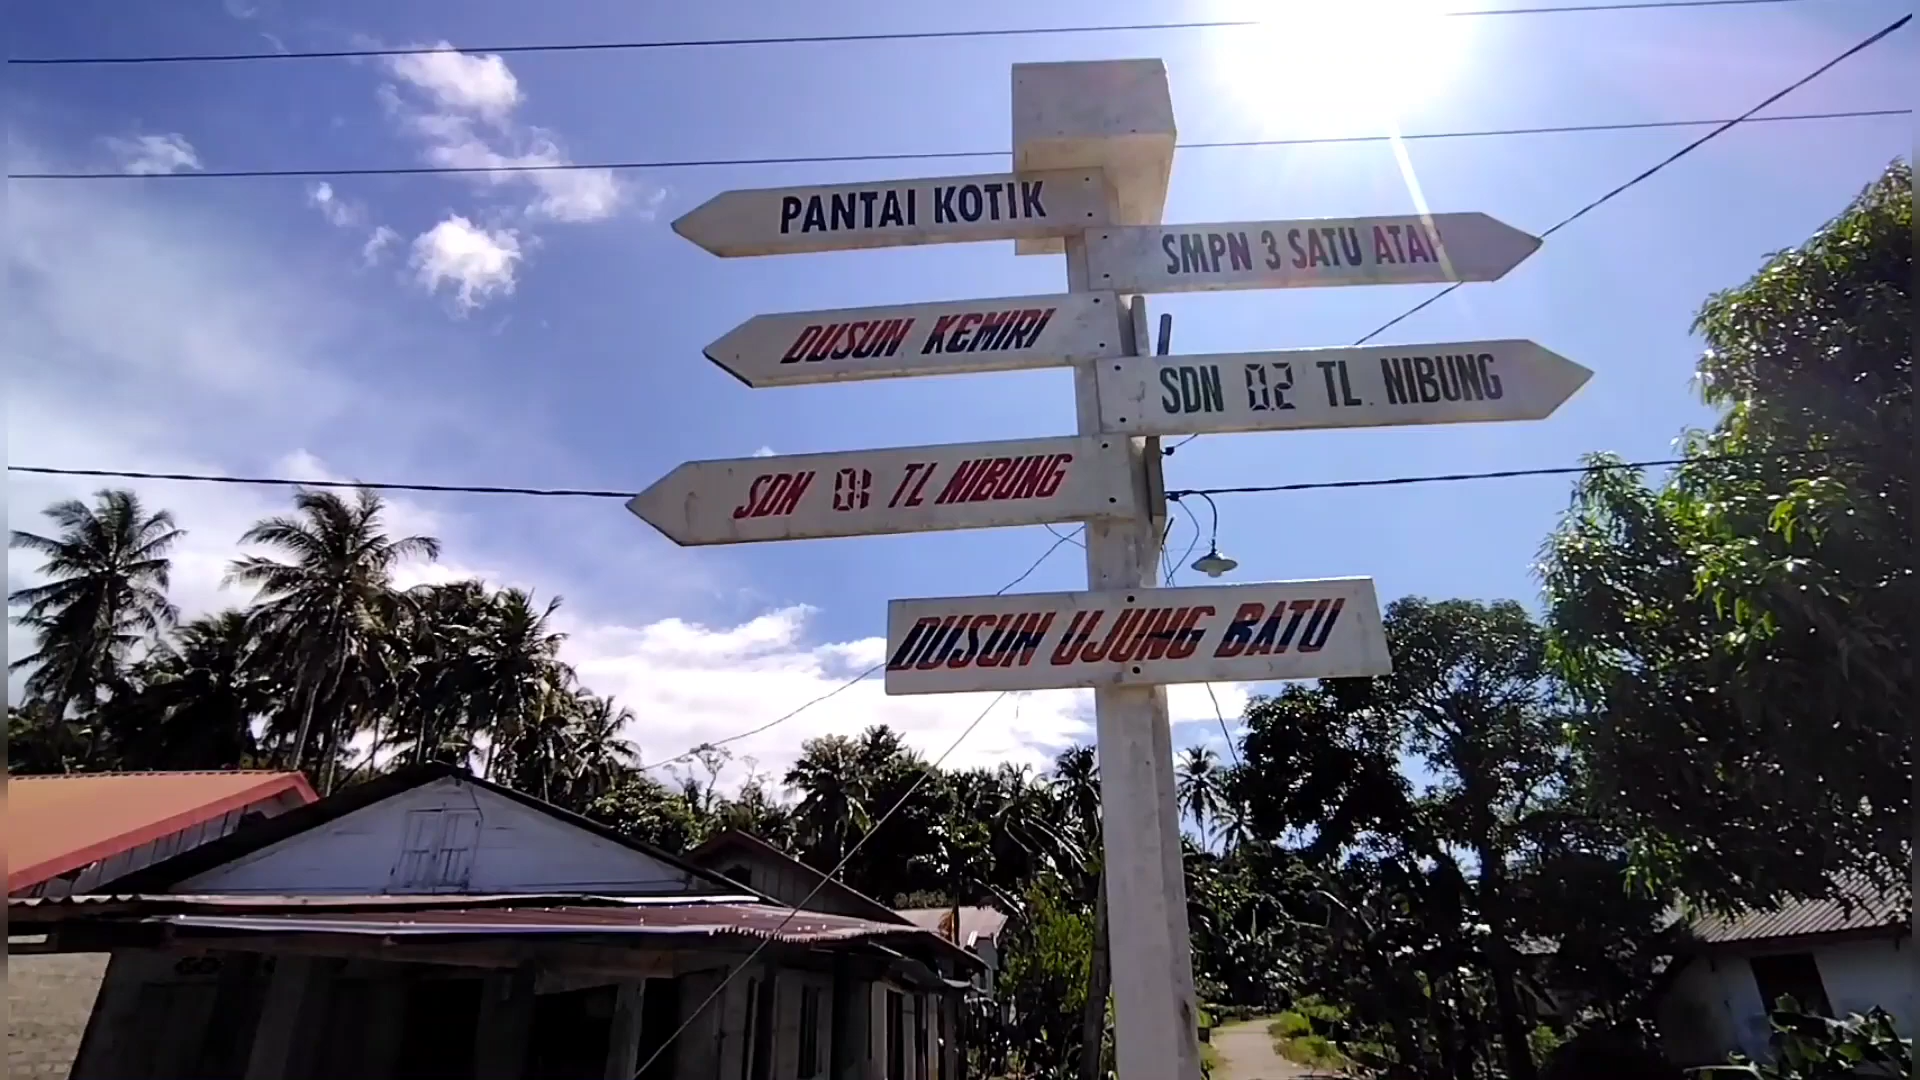 PANTAI KOTIK
SMPN 3 SATU ATAP
DUSUN KEMIRI
SDN 02 TL. NIBUNG
SDN 01 TL NIBUNG
DUSUN UJUNG BATU